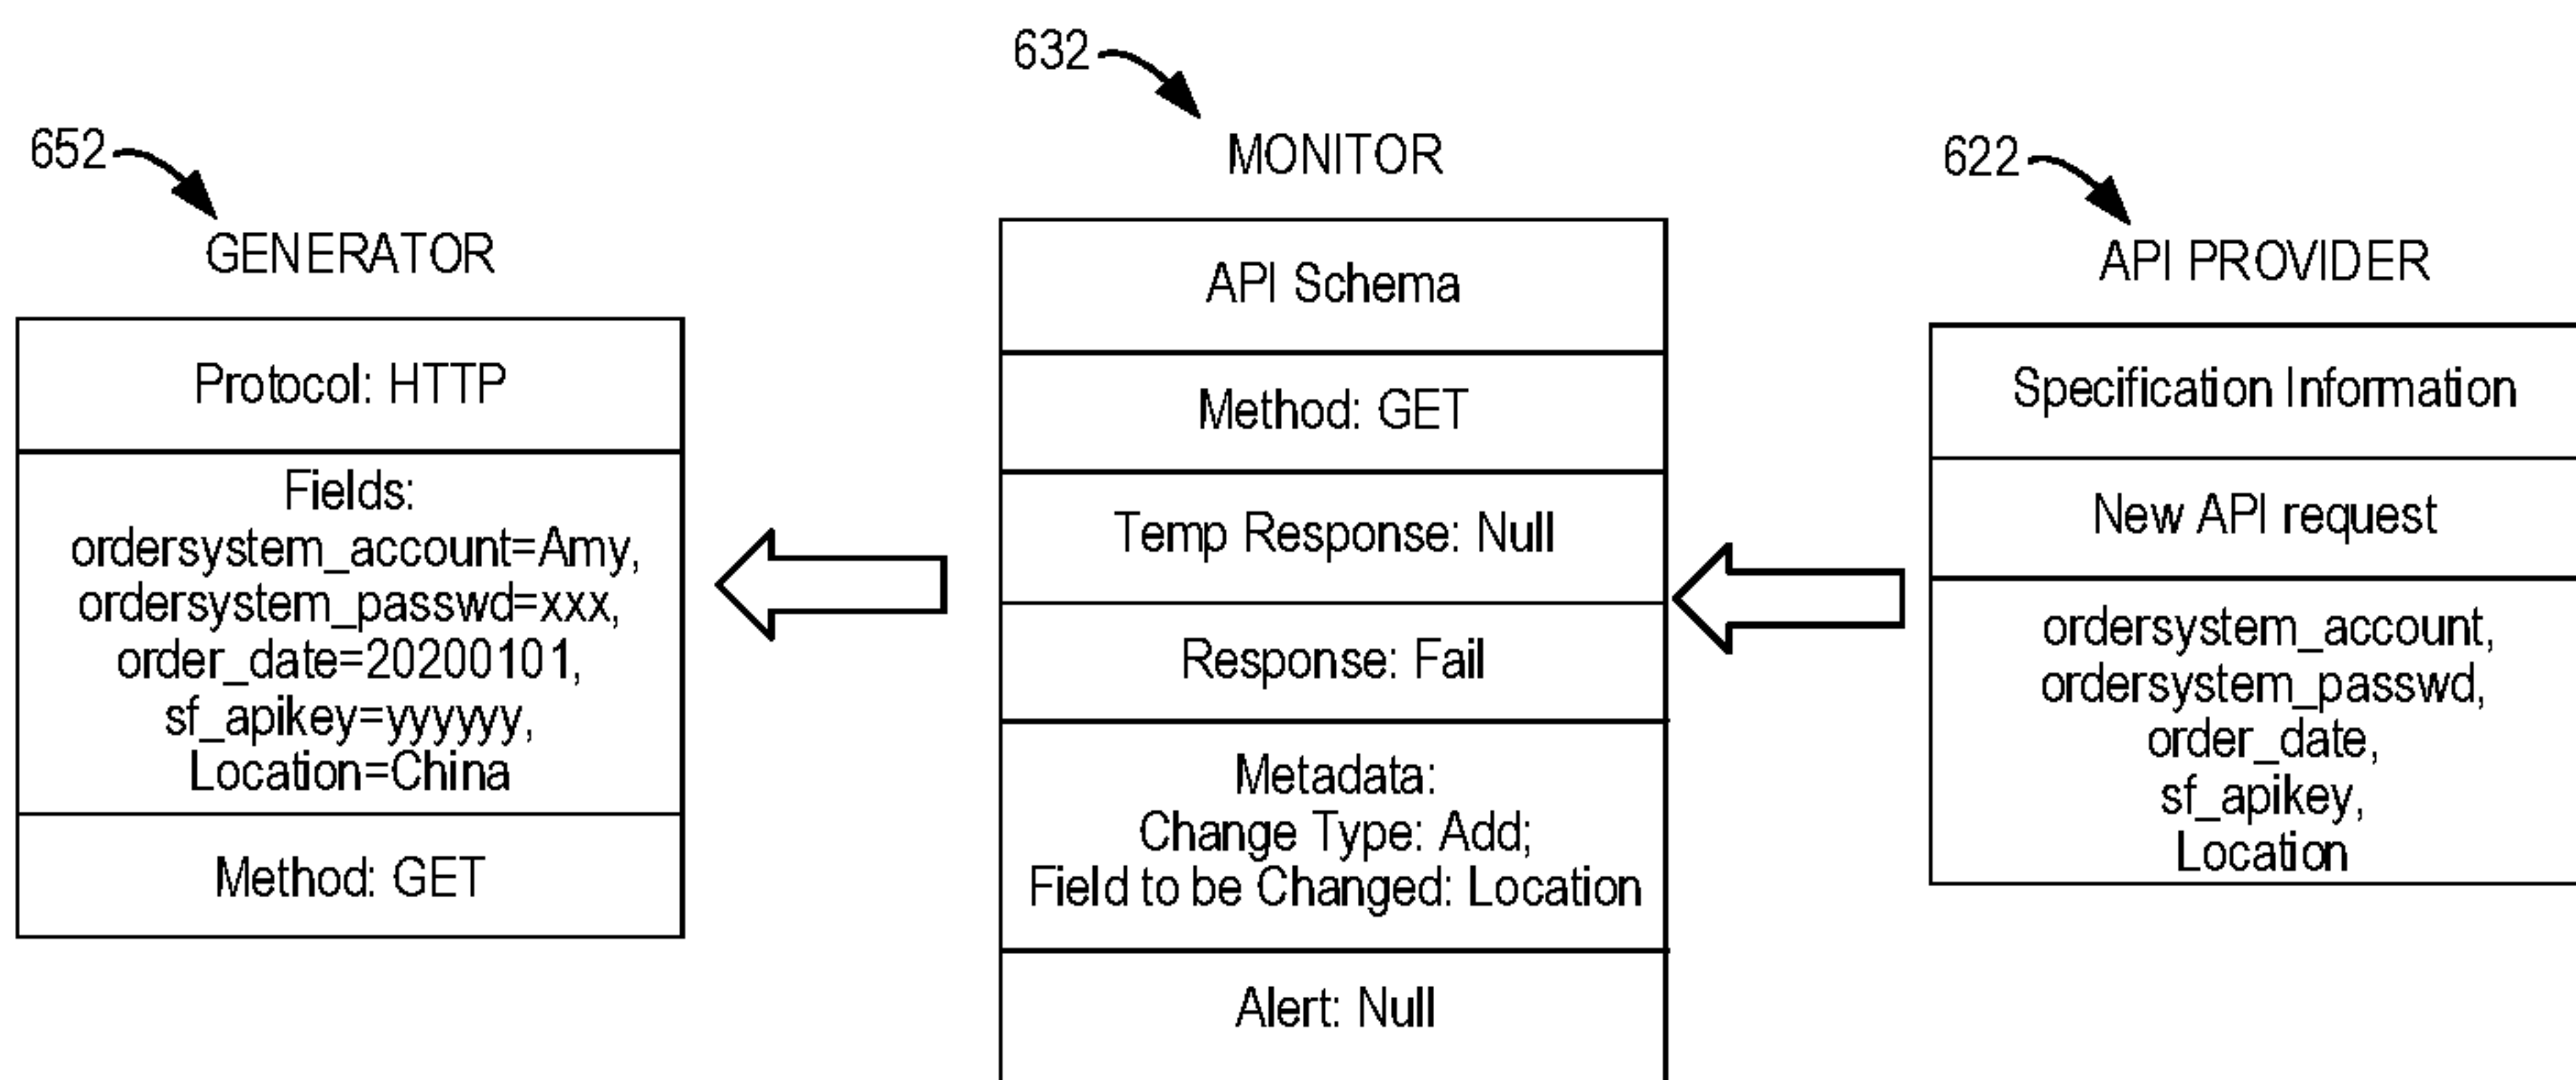 652
GENERATOR
Protocol: HTTP
Fields:
ordersystem_account=Amy,
ordersystem_passwd=xxx,
order_date=20200101,
sf_apikey=yyyyyy,
Location=China
Method: GET
632
MONITOR
API Schema
Method: GET
Temp Response: Null
Response: Fail
Metadata:
Change Type: Add;
Field to be Changed: Location
Alert: Null
622
API PROVIDER
Specification Information
New API request
ordersystem_account,
ordersystem_passwd,
order_date,
sf_apikey,
Location